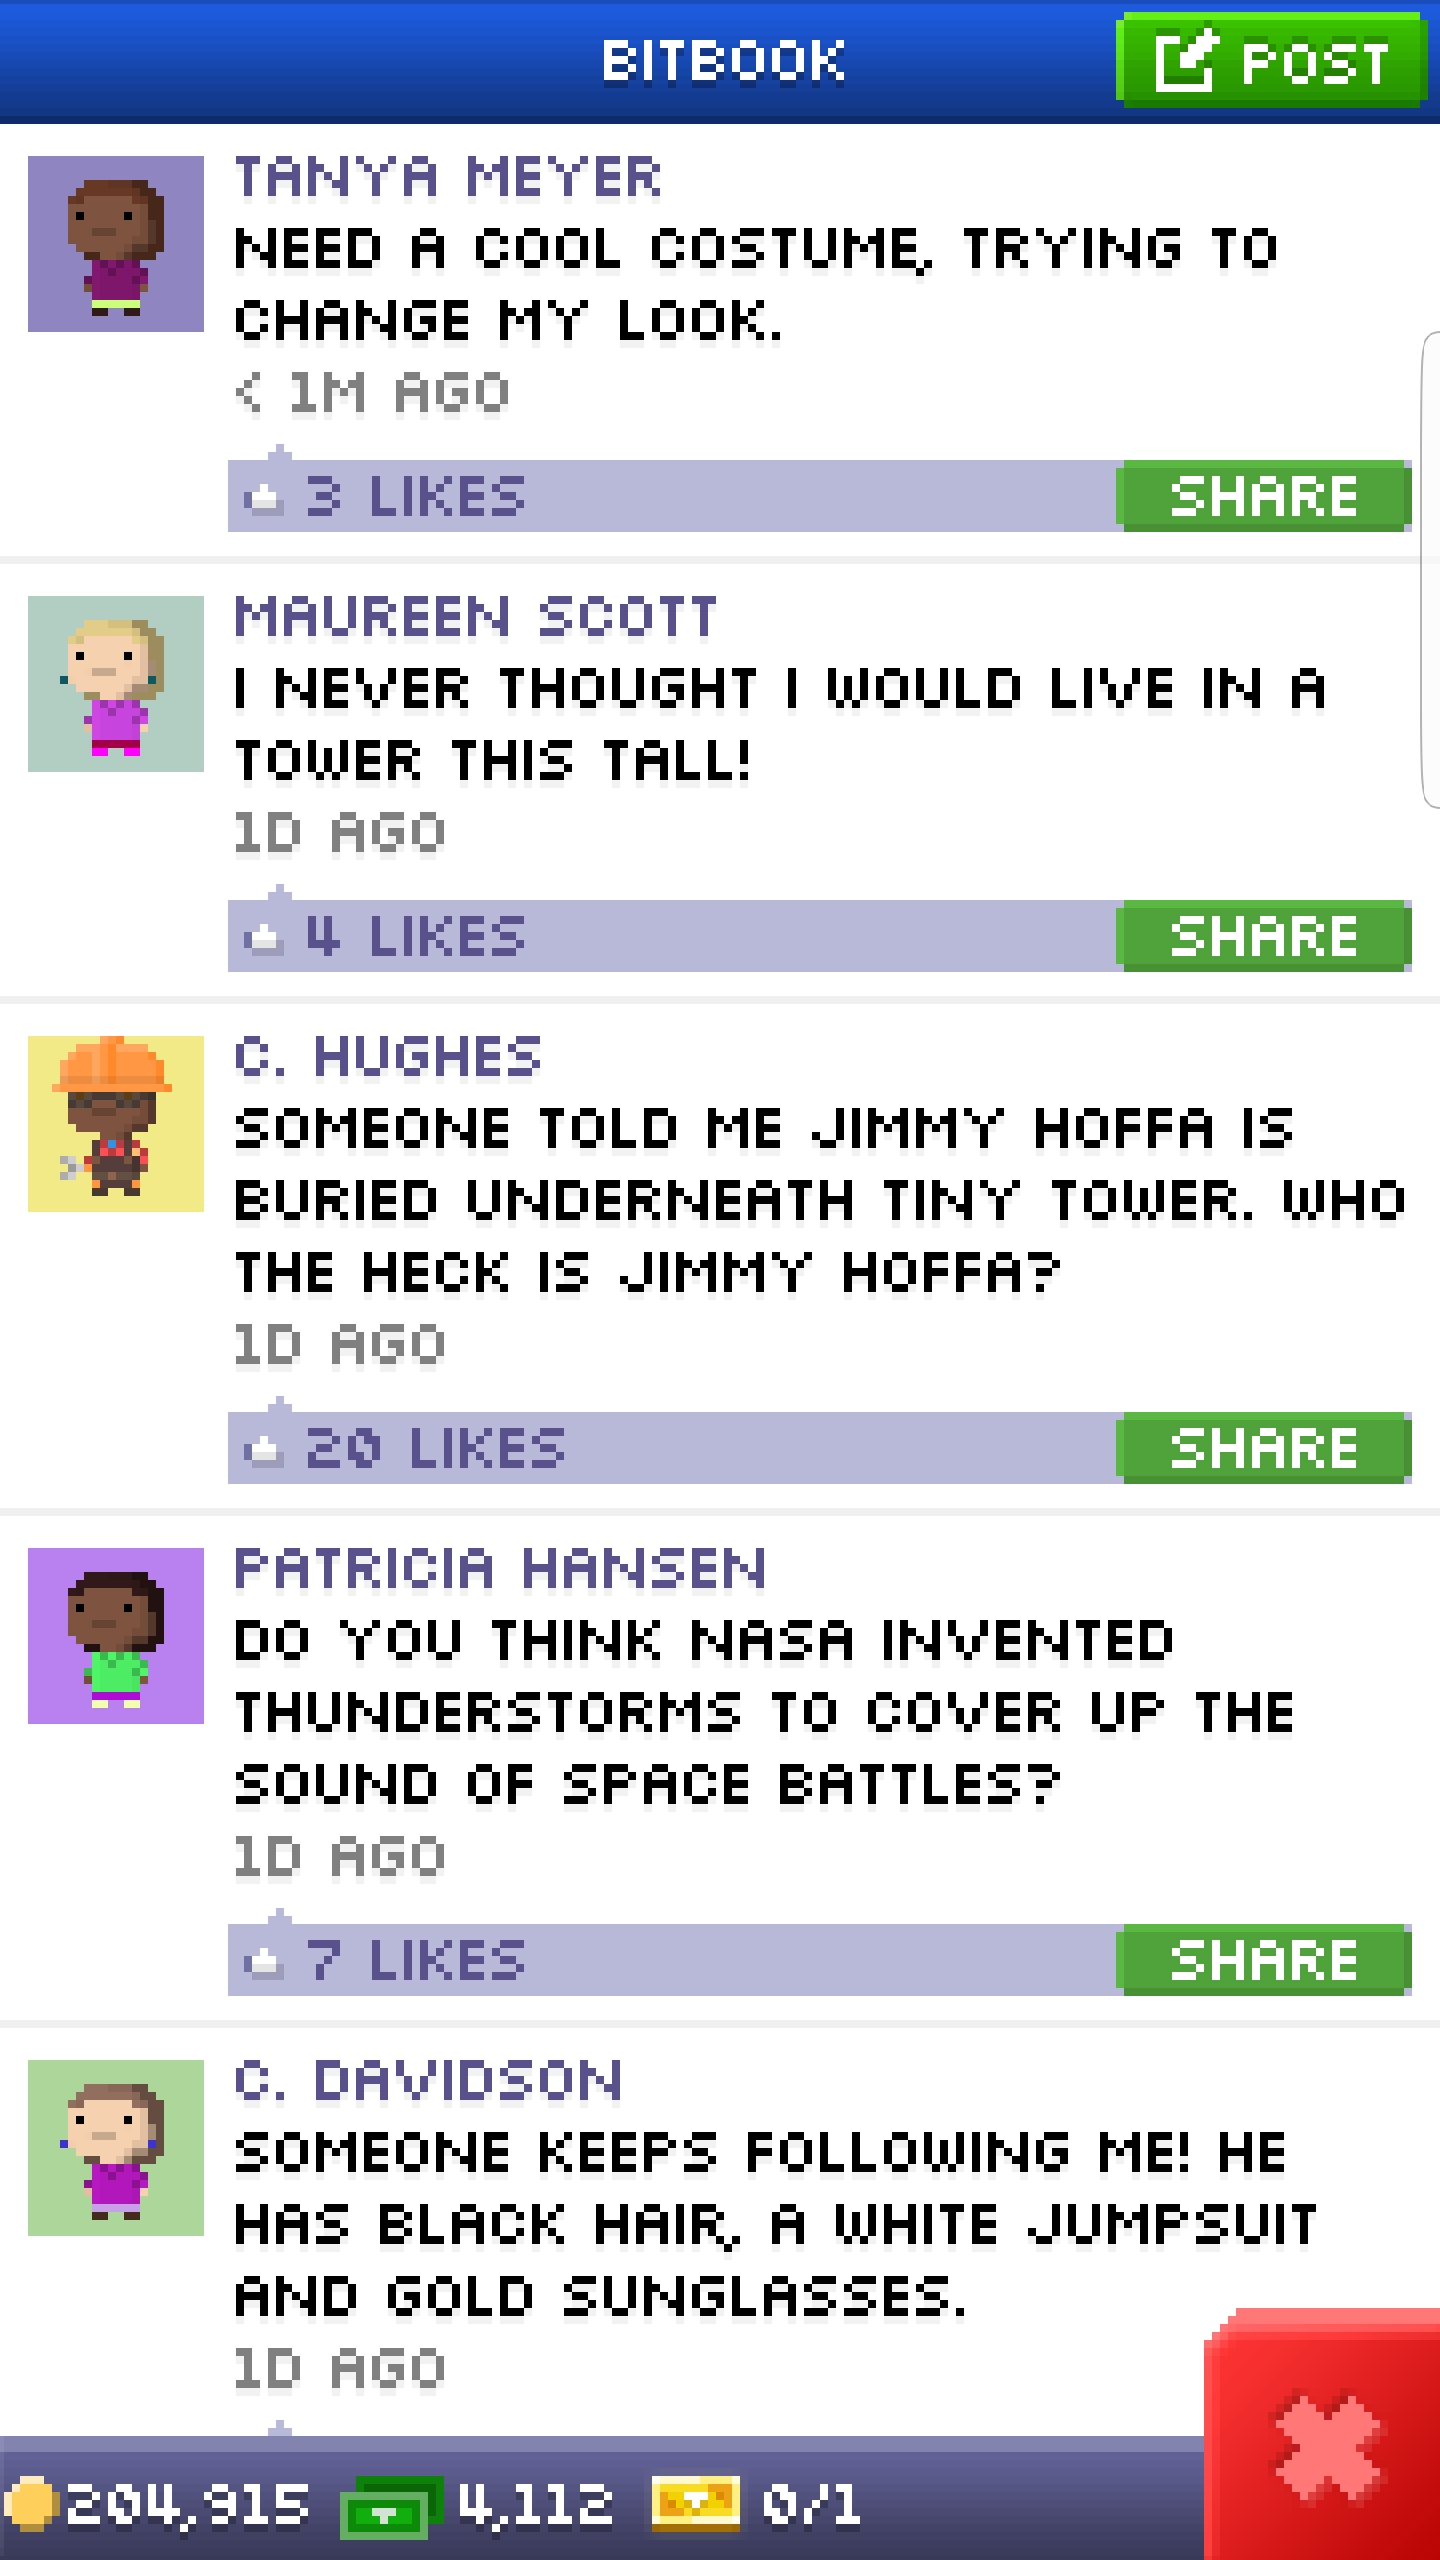 BITBOOK
POST
TANYA MEYER
NEED A COOL COSTUME, TRYING TO
CHANGE MY LOOK.
< 1M AGO
3 LIKES
SHARE
MAUREEN SCOTT
I NEVER THOUGHT I WOULD LIVE IN A
TOWER THIS TALL!
1D AGO
4 LIKES
SHARE
C. HUGHES
SOMEONE TOLD ME JIMMY HOFFA IS
BURIED UNDERNEATH TINY TOWER. WHO
THE HECK IS JIMMY HOFFA?
1D AGO
20 LIKES
SHARE
PATRICIA HANSEN
DO YOU THINK NASA INVENTED
THUNDERSTORMS TO COVER UP THE
SOUND OF SPACE BATTLES?
1D AGO
7 LIKES
SHARE
C. DAVIDSON
SOMEONE KEEPS FOLLOWING ME! HE
HAS BLACK HAIR, A WHITE JUMPSUIT
AND GOLD SUNGLASSES.
1D AGO
204,915 4,112 0/1